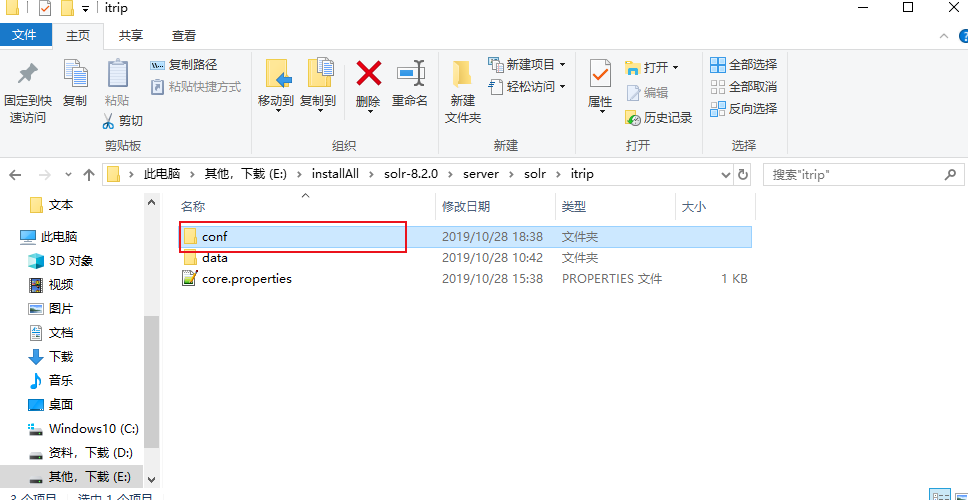 itrip
文件 主页 共享 查看
固定到快速访问
复制
粘贴
复制路径
粘贴快捷方式
剪切
剪贴板
移动到
复制到
删除
重命名
组织
新建文件夹
新建项目
轻松访问
新建
属性
打开
编辑
历史记录
打开
全部选择
全部取消
反向选择
选择
此电脑 › 其他，下载 (E:) › installAll › solr-8.2.0 › server › solr › itrip
搜索"itrip"
文本
此电脑
3D 对象
视频
图片
文档
下载
音乐
桌面
Windows10 (C:)
资料，下载 (D:)
其他，下载 (E:)
名称 修改日期 类型 大小
conf 2019/10/28 18:38 文件夹
data 2019/10/28 10:42 文件夹
core.properties 2019/10/28 15:38 PROPERTIES 文件 1 KB
3 个项目 选中 1 个项目